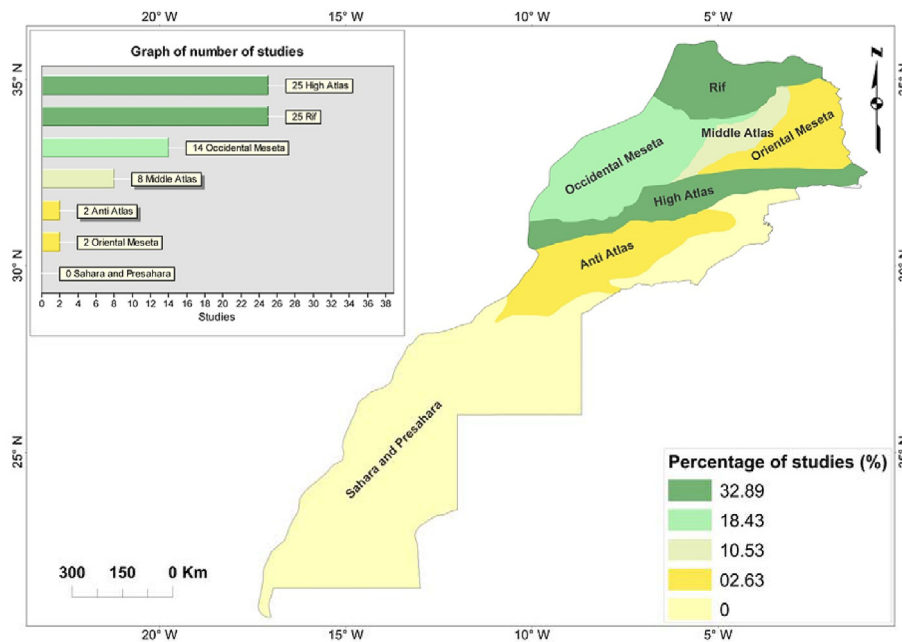 20° W 15° W 10° W 5° W
Graph of number of studies
25 High Atlas
25 Rif
14 Occidental Meseta
8 Middle Atlas
2 Anti Atlas
2 Oriental Meseta
0 Sahara and Presahara
0 2 4 6 8 10 12 14 16 18 20 22 24 26 28 30 32 34 36 38
Studies
35° N
30° N
25° N
N
Rif
Middle Atlas
Oriental Meseta
Occidental Meseta
High Atlas
Anti Atlas
Sahara and Presahara
35° N
30° N
25° N
Percentage of studies (%)
32.89
18.43
10.53
02.63
0
300 150 0 Km
20° W 15° W 10° W 5° W